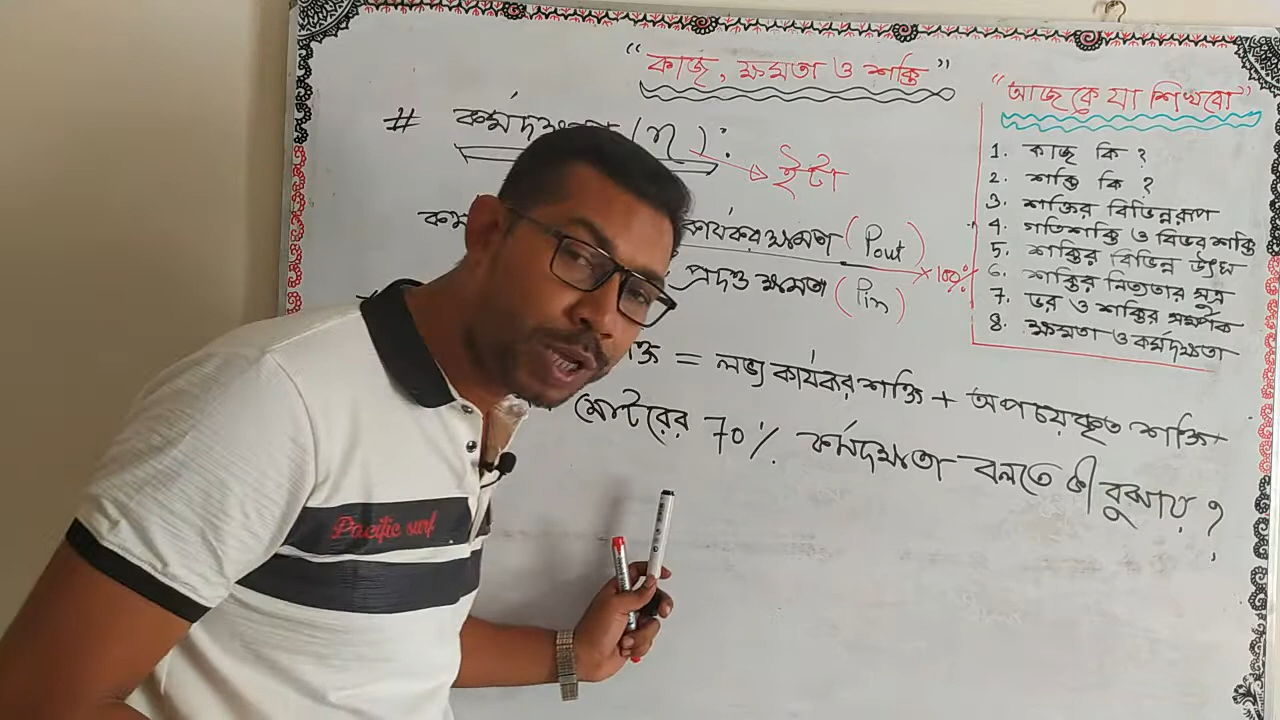 “কাজ, ক্ষমতা ও শক্তি”
# কর্মদক্ষতা (η) :
ইটা
কার্যকর ক্ষমতা (Pout)
প্রদত্ত ক্ষমতা (Pin)
× 100%
= লভ্য কার্যকর শক্তি + অপচয়কৃত শক্তি
মোটরের 70% কর্মদক্ষতা বলতে কী বুঝায় ?
“আজকে যা শিখবো”
1. কাজ কি ?
2. শক্তি কি ?
3. শক্তির বিভিন্নরূপ
4. গতিশক্তি ও বিভব শক্তি
5. শক্তির বিভিন্ন উৎস
6. শক্তির নিত্যতার সূত্র
7. ভর ও শক্তির সম্পর্ক
8. ক্ষমতা ও কর্মদক্ষতা
Pacific surf